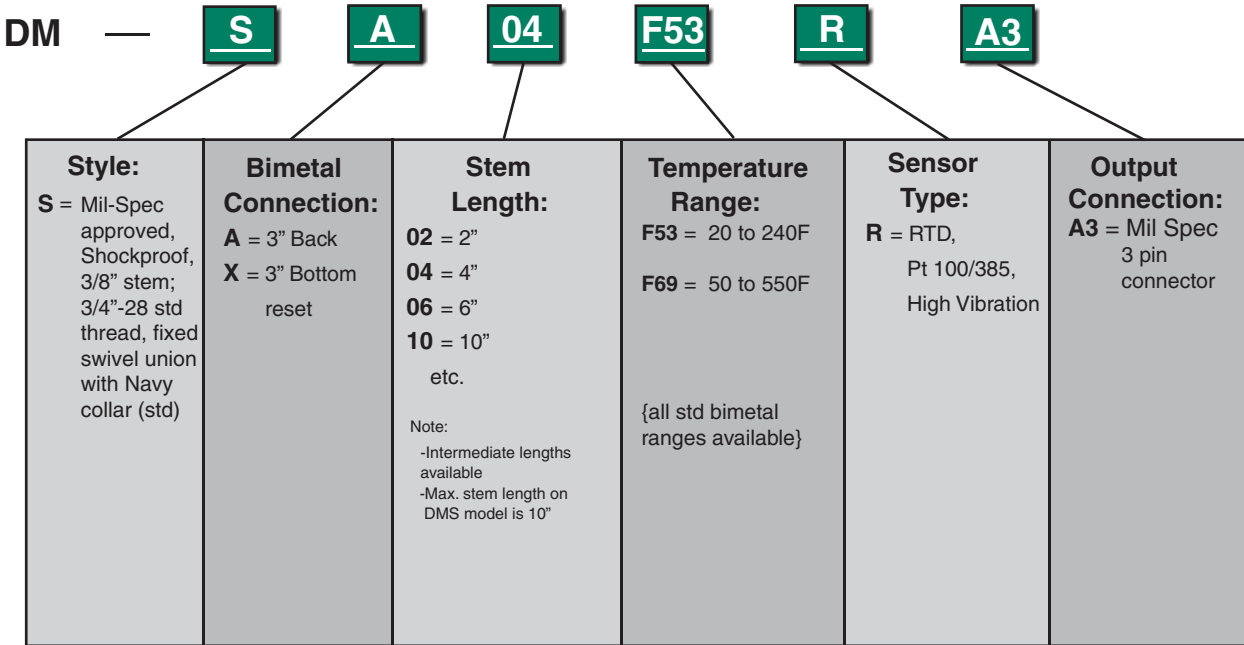 DM — S A 04 F53 R A3
Style:
S = Mil-Spec
approved,
Shockproof,
3/8” stem;
3/4”-28 std
thread, fixed
swivel union
with Navy
collar (std)
Bimetal
Connection:
A = 3” Back
X = 3” Bottom
reset
Stem
Length:
02 = 2”
04 = 4”
06 = 6”
10 = 10”
etc.
Note:
-Intermediate lengths
available
-Max. stem length on
DMS model is 10”
Temperature
Range:
F53 = 20 to 240F
F69 = 50 to 550F
{all std bimetal
ranges available}
Sensor
Type:
R = RTD,
Pt 100/385,
High Vibration
Output
Connection:
A3 = Mil Spec
3 pin
connector